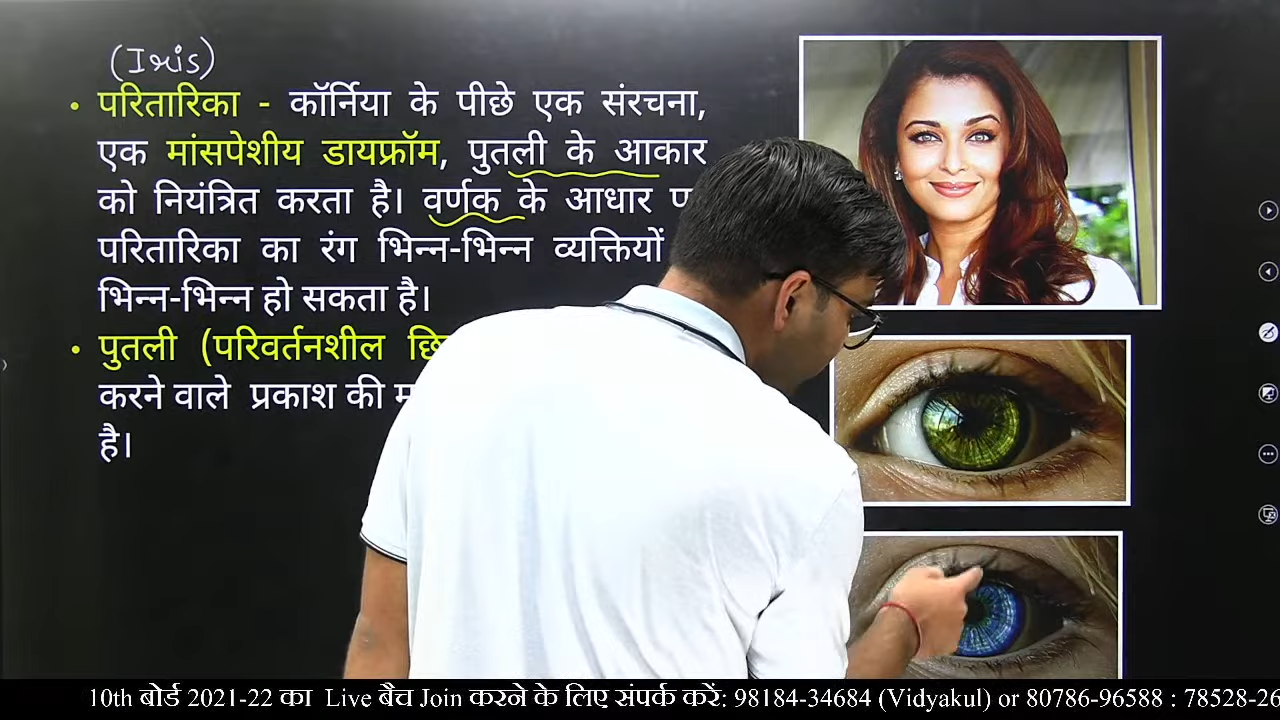 (Iris)
• परितारिका - कॉर्निया के पीछे एक संरचना,
एक मांसपेशीय डायफ्रॉम, पुतली के आकार
को नियंत्रित करता है। वर्णक के आधार
परितारिका का रंग भिन्न-भिन्न व्यक्तियों
भिन्न-भिन्न हो सकता है।
• पुतली (परिवर्तनशील
करने वाले प्रकाश की
है।
10th बोर्ड 2021-22 का Live बैच Join करने के लिए संपर्क करें: 98184-34684 (Vidyakul) or 80786-96588 : 78528-26